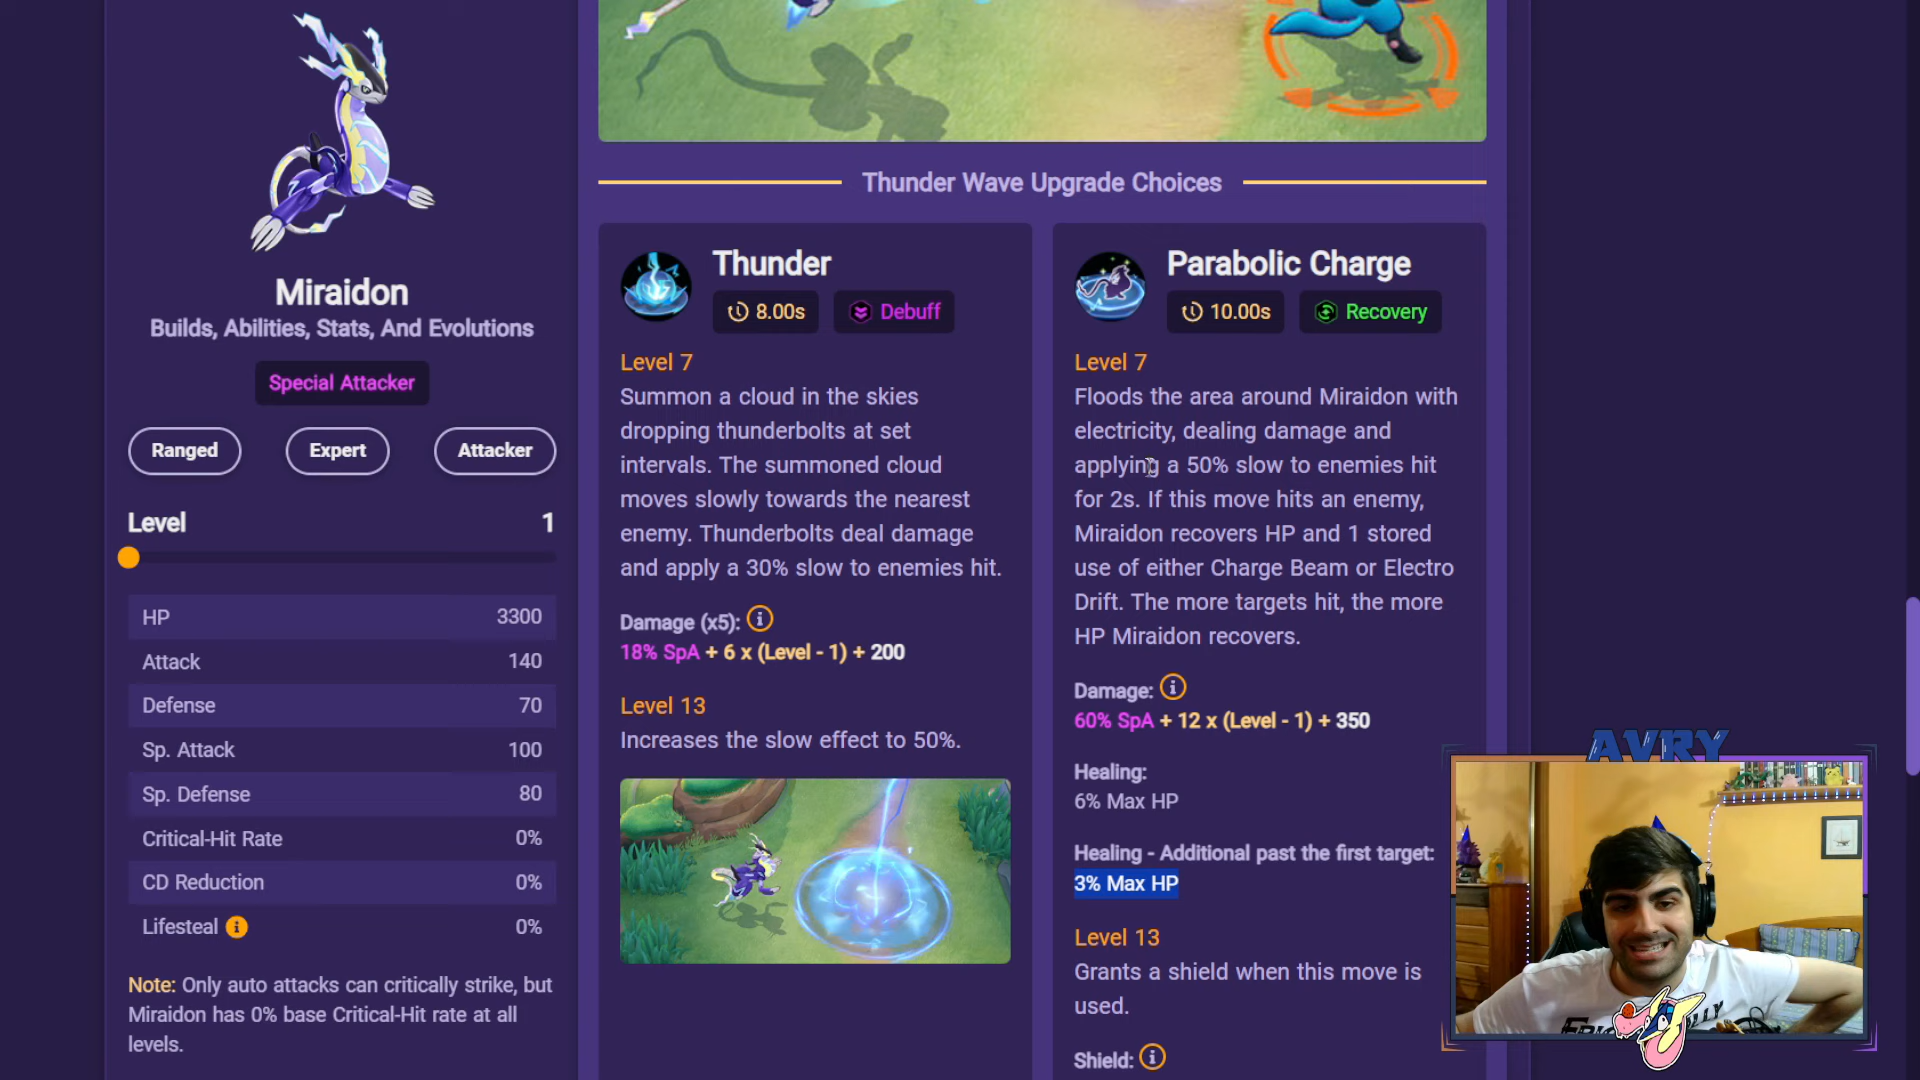 Miraidon
Builds, Abilities, Stats, And Evolutions
Special Attacker
Ranged
Expert
Attacker
Level 1
HP 3300
Attack 140
Defense 70
Sp. Attack 100
Sp. Defense 80
Critical-Hit Rate 0%
CD Reduction 0%
Lifesteal 0%
Note: Only auto attacks can critically strike, but
Miraidon has 0% base Critical-Hit rate at all
levels.
Thunder Wave Upgrade Choices
Thunder
8.00s Debuff
Level 7
Summon a cloud in the skies
dropping thunderbolts at set
intervals. The summoned cloud
moves slowly towards the nearest
enemy. Thunderbolts deal damage
and apply a 30% slow to enemies hit.
Damage (x5):
18% SpA + 6 x (Level - 1) + 200
Level 13
Increases the slow effect to 50%.
Parabolic Charge
10.00s Recovery
Level 7
Floods the area around Miraidon with
electricity, dealing damage and
applying a 50% slow to enemies hit
for 2s. If this move hits an enemy,
Miraidon recovers HP and 1 stored
use of either Charge Beam or Electro
Drift. The more targets hit, the more
HP Miraidon recovers.
Damage:
60% SpA + 12 x (Level - 1) + 350
Healing:
6% Max HP
Healing - Additional past the first target:
3% Max HP
Level 13
Grants a shield when this move is
used.
Shield:
AVRY